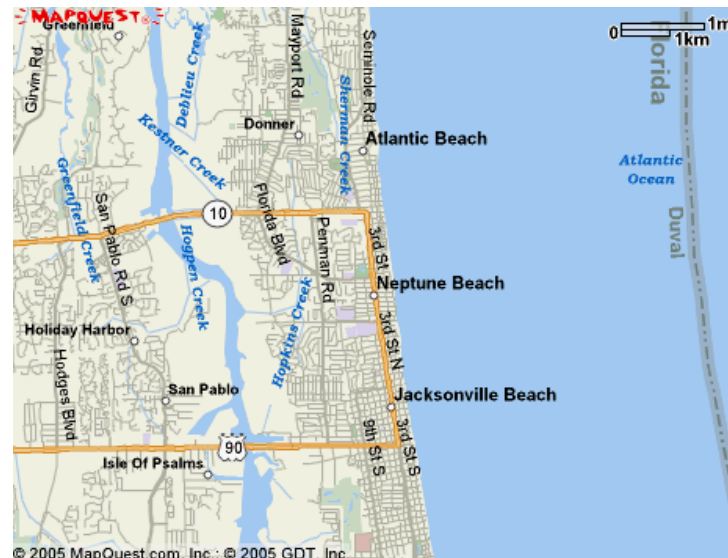 MAPQUEST
Greenfield
Girvin Rd
Deblieu Creek
Mayport Rd
Seminole Rd
0 1m
1km
Florida
Kestner Creek
Donner
Sherman Creek
Atlantic Beach
Atlantic
Ocean
Greenfield Creek
San Pablo Rd S
10
Florida Blvd
Penman Rd
3rd St
Duval
Hogpen Creek
Neptune Beach
Hopkins Creek
3rd St N
Holiday Harbor
Hodges Blvd
San Pablo
Jacksonville Beach
9th St S
3rd St S
90
Isle Of Psalms
© 2005 MapQuest.com, Inc.; © 2005 GDT, Inc.